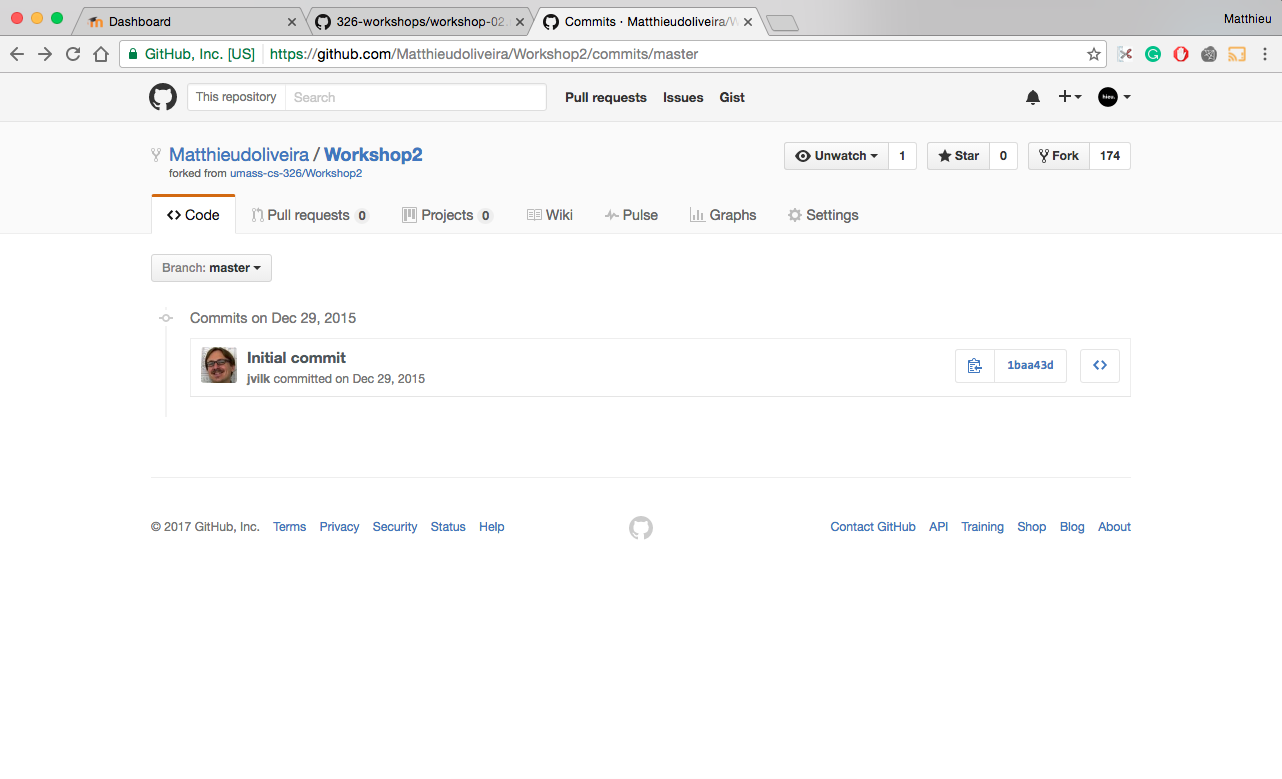 Dashboard
326-workshops/workshop-02
Commits · Matthieudoliveira/W
Matthieu
GitHub, Inc. [US]
https://github.com/Matthieudoliveira/Workshop2/commits/master
This repository
Search
Pull requests
Issues
Gist
Matthieudoliveira / Workshop2
forked from umass-cs-326/Workshop2
Unwatch 1
Star 0
Fork 174
Code
Pull requests 0
Projects 0
Wiki
Pulse
Graphs
Settings
Branch: master
Commits on Dec 29, 2015
Initial commit
jvilk committed on Dec 29, 2015
1baa43d
© 2017 GitHub, Inc. Terms Privacy Security Status Help
Contact GitHub API Training Shop Blog About